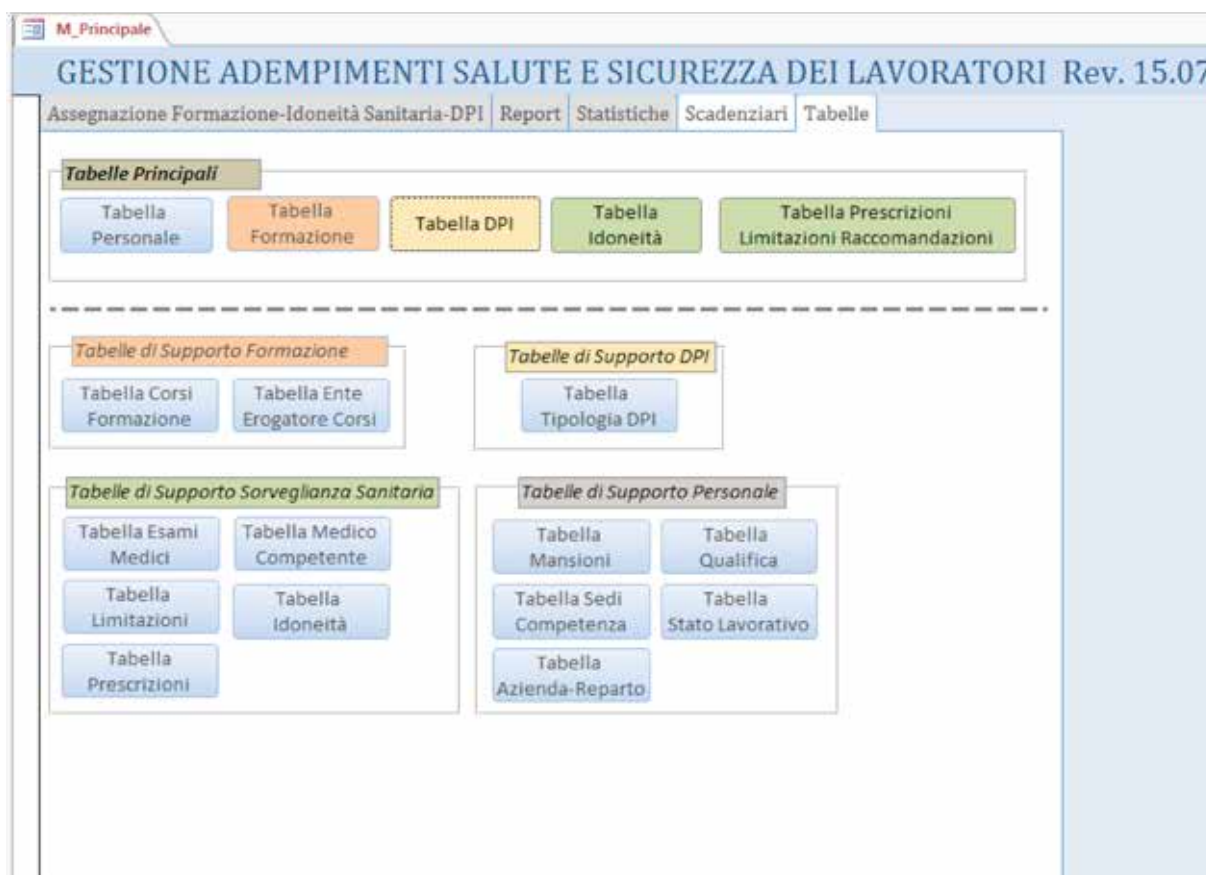 M_Principale
GESTIONE ADEMPIMENTI SALUTE E SICUREZZA DEI LAVORATORI Rev. 15.07
Assegnazione Formazione-Idoneità Sanitaria-DPI Report Statistiche Scadenziari Tabelle
Tabelle Principali
Tabella
Personale
Tabella
Formazione
Tabella DPI
Tabella
Idoneità
Tabella Prescrizioni
Limitazioni Raccomandazioni
Tabelle di Supporto Formazione
Tabella Corsi
Formazione
Tabella Ente
Erogatore Corsi
Tabelle di Supporto DPI
Tabella
Tipologia DPI
Tabelle di Supporto Sorveglianza Sanitaria
Tabella Esami
Medici
Tabella Medico
Competente
Tabella
Limitazioni
Tabella
Idoneità
Tabella
Prescrizioni
Tabelle di Supporto Personale
Tabella
Mansioni
Tabella
Qualifica
Tabella Sedi
Competenza
Tabella
Stato Lavorativo
Tabella
Azienda-Reparto